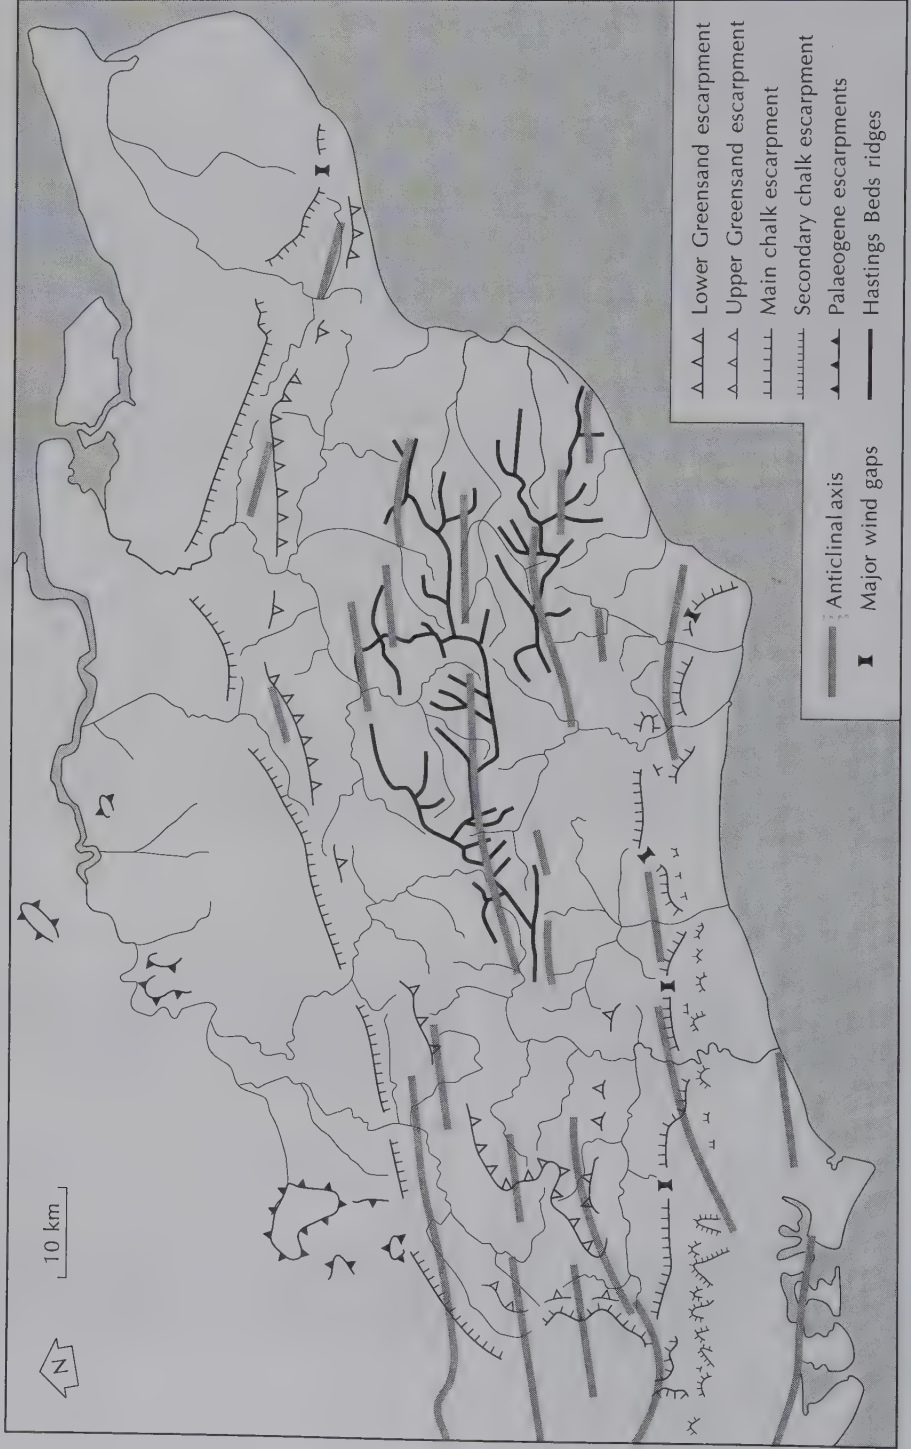 N
10 km
Anticlinal axis
Major wind gaps
Lower Greensand escarpment
Upper Greensand escarpment
Main chalk escarpment
Secondary chalk escarpment
Palaeogene escarpments
Hastings Beds ridges